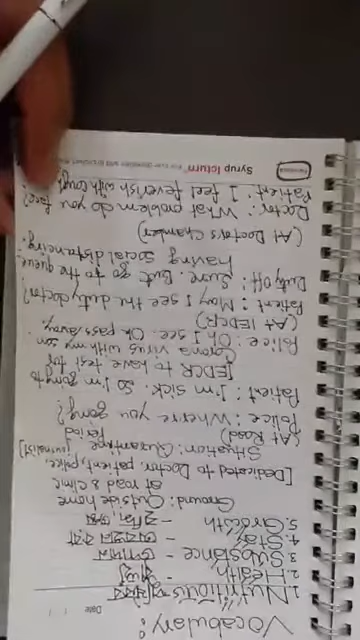 Date
Vocabulary:
1. Nutritious -
2. Health -
3. Substance -
4. Stay -
5. Growth -
Ground: Outside home
at road & clinic
[Dedicated to Doctor, patient, police, journalist]
Situation: Quarantine Period
(At Road)
Police: Where you going?
Patient: I'm sick. So I'm going to
IEDCR to have to test for
Corona virus with my son
Police: Oh I see. Ok pass away.
(At IEDCR)
Patient: May I see the duty doctor?
Duty off: Sure. But go to the queue
having social distancing.
(At Doctor's Chamber)
Doctor: What problem do you face?
Patient: I feel feverish with cough
Syrup Icturn